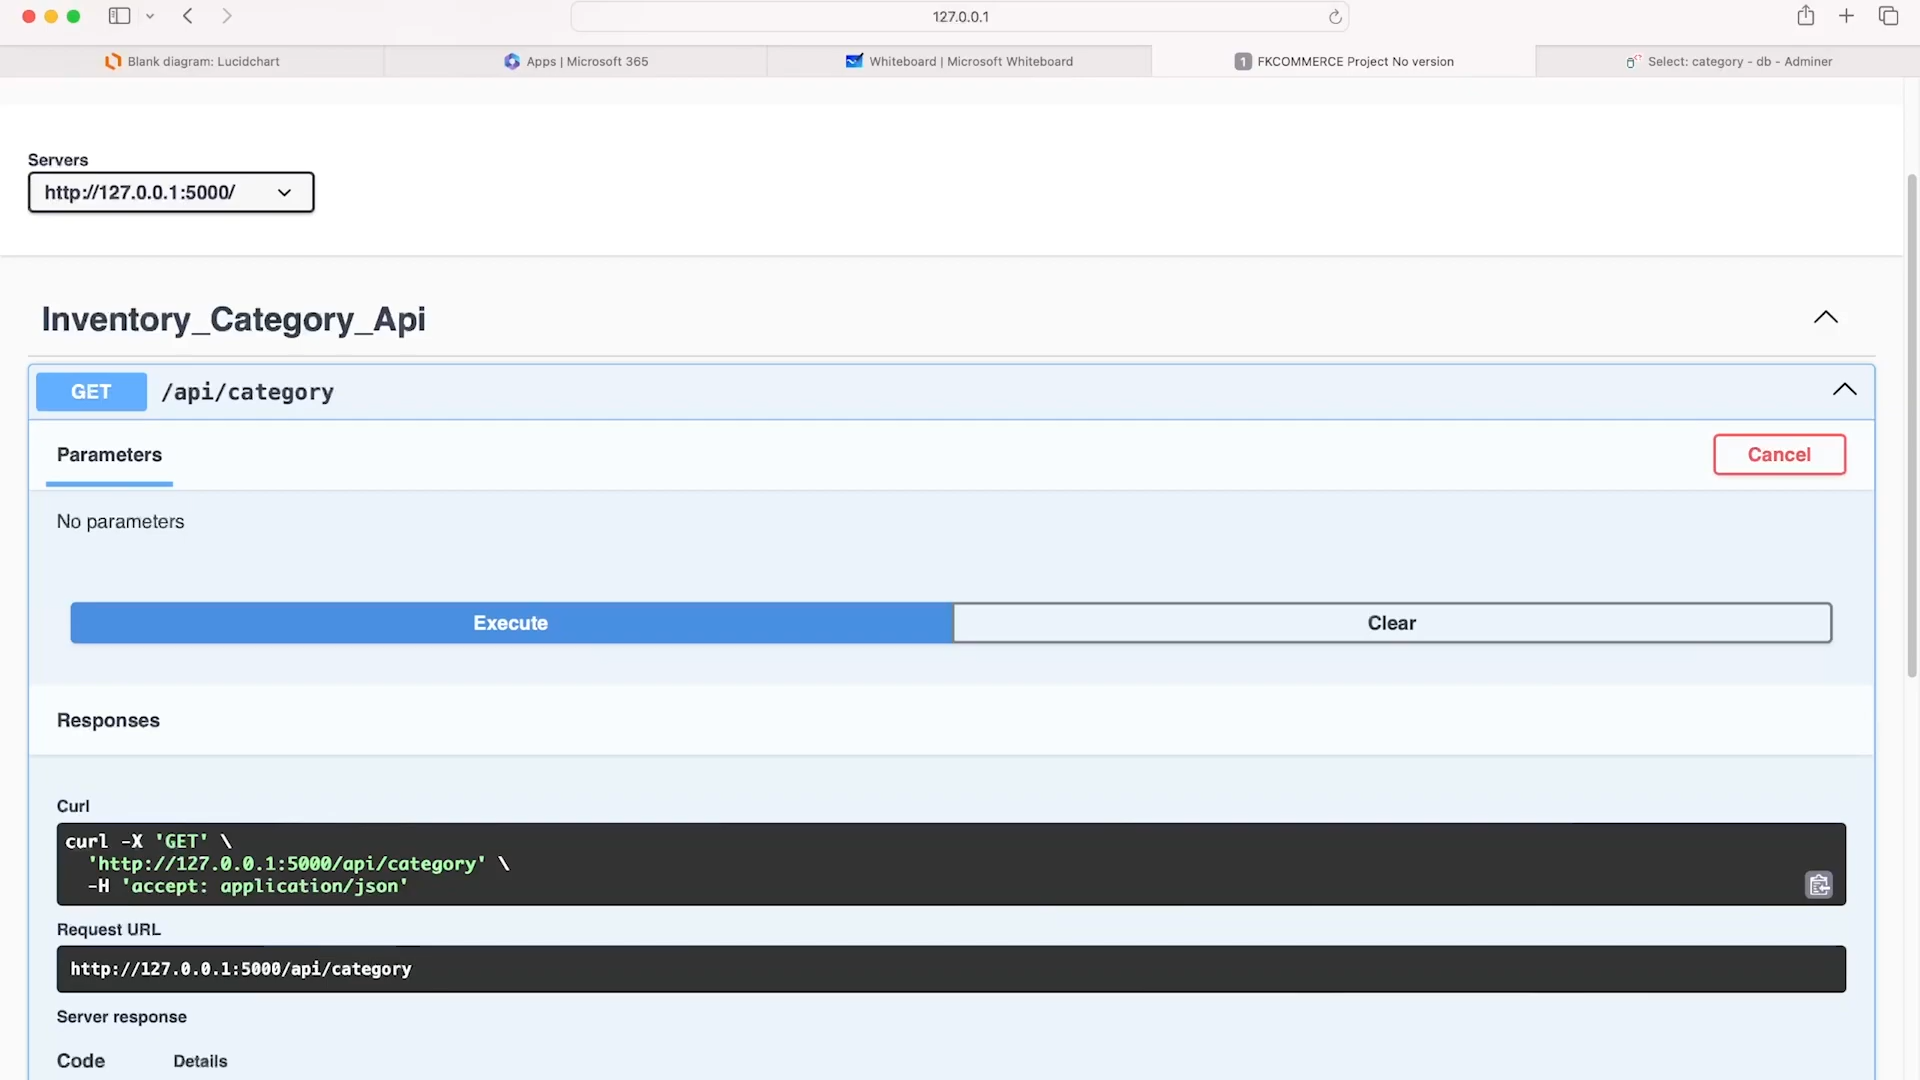 127.0.0.1
Blank diagram: Lucidchart
Apps | Microsoft 365
Whiteboard | Microsoft Whiteboard
1 FKCOMMERCE Project No version
Select: category - db - Adminer
Servers
http://127.0.0.1:5000/
Inventory_Category_Api
GET /api/category
Parameters
Cancel
No parameters
Execute
Clear
Responses
Curl
curl -X 'GET' \
'http://127.0.0.1:5000/api/category' \
-H 'accept: application/json'
Request URL
http://127.0.0.1:5000/api/category
Server response
Code Details